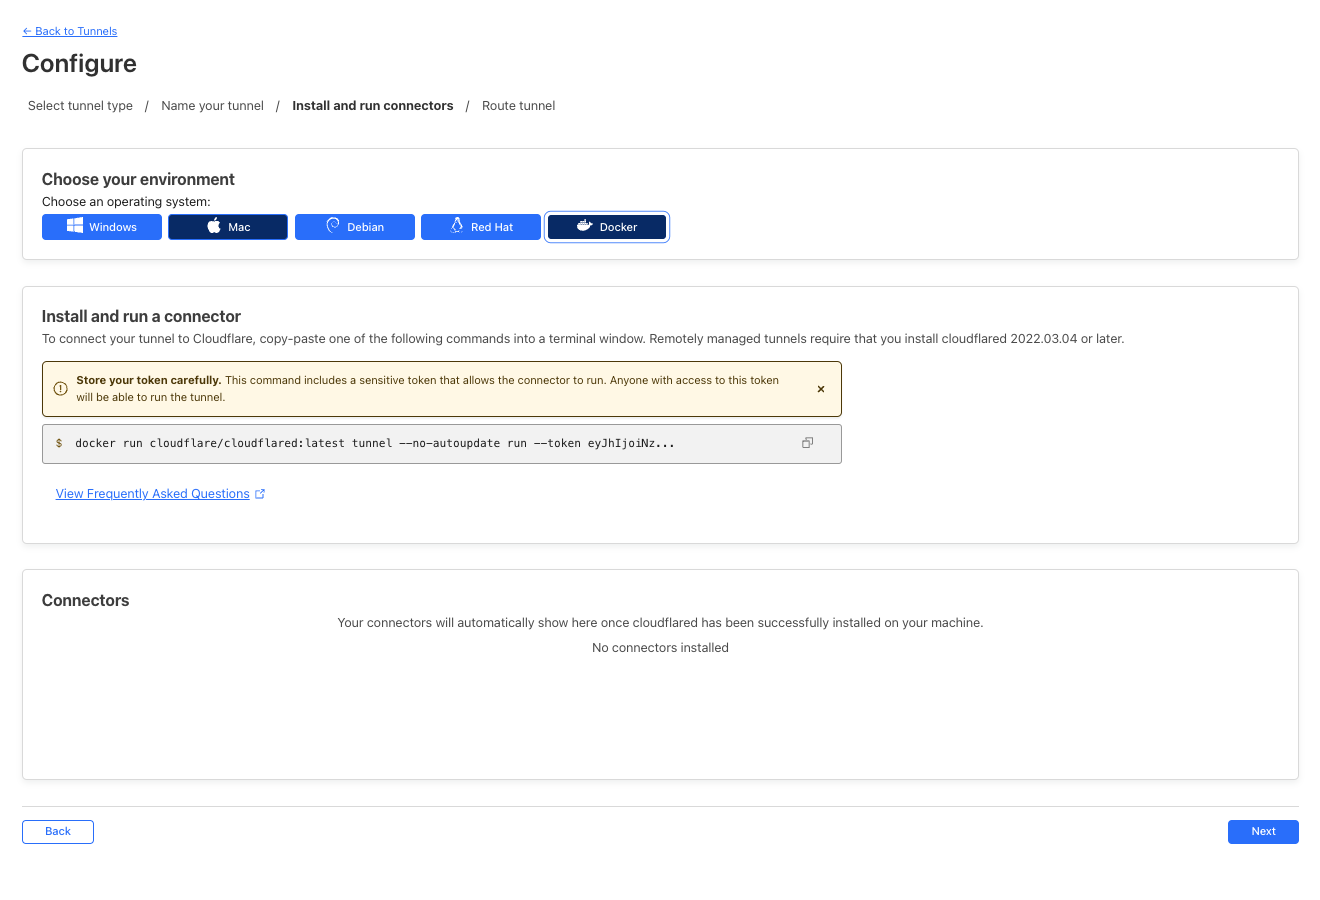 ← Back to Tunnels
Configure
Select tunnel type / Name your tunnel / Install and run connectors / Route tunnel
Choose your environment
Choose an operating system:
Windows Mac Debian Red Hat Docker
Install and run a connector
To connect your tunnel to Cloudflare, copy-paste one of the following commands into a terminal window. Remotely managed tunnels require that you install cloudflared 2022.03.04 or later.
Store your token carefully. This command includes a sensitive token that allows the connector to run. Anyone with access to this token
will be able to run the tunnel.
$ docker run cloudflare/cloudflared:latest tunnel --no-autoupdate run --token eyJhIjoiNz...
View Frequently Asked Questions
Connectors
Your connectors will automatically show here once cloudflared has been successfully installed on your machine.
No connectors installed
Back Next